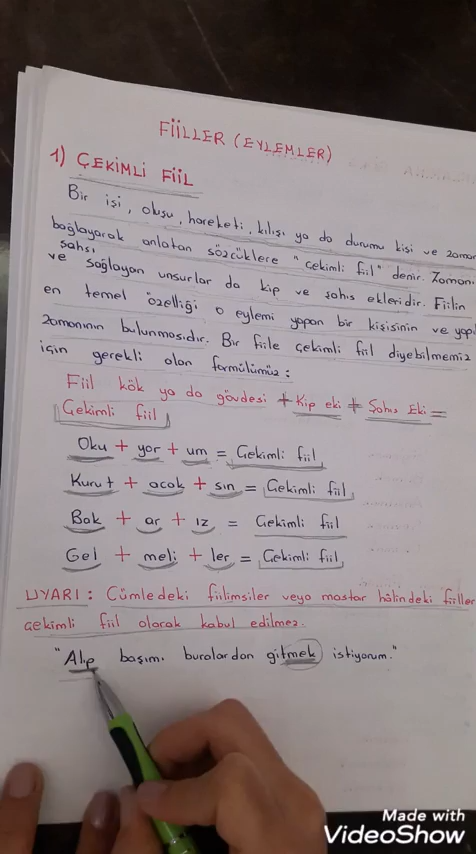 FİİLLER (EYLEMLER)
1) ÇEKİMLİ FİİL
Bir işi, oluşu, hareketi, kılışı ya da durumu kişi ve zaman
bağlayarak anlatan sözcüklere "çekimli fiil" denir. Zamanı
şahsı
ve sağlayan unsurlar da kip ve şahıs ekleridir. Fiilin
en temel özelliği o eylemi yapan bir kişisinin ve yapı
zamanının bulunmasıdır. Bir fiile çekimli fiil diyebilmemiz
için gerekli olan formülümüz:
Fiil kök ya da gövdesi + Kip eki + Şahıs Eki =
Çekimli fiil
Oku + yor + um = Çekimli fiil
Kurut + acak + sın = Çekimli fiil
Bak + ar + ız = Çekimli fiil
Gel + meli + ler = Çekimli fiil
UYARI: Cümledeki fiilimsiler veya mastar hâlindeki fiiller
çekimli fiil olarak kabul edilmez.
"Alıp başımı buralardan gitmek istiyorum."
Made with
VideoShow